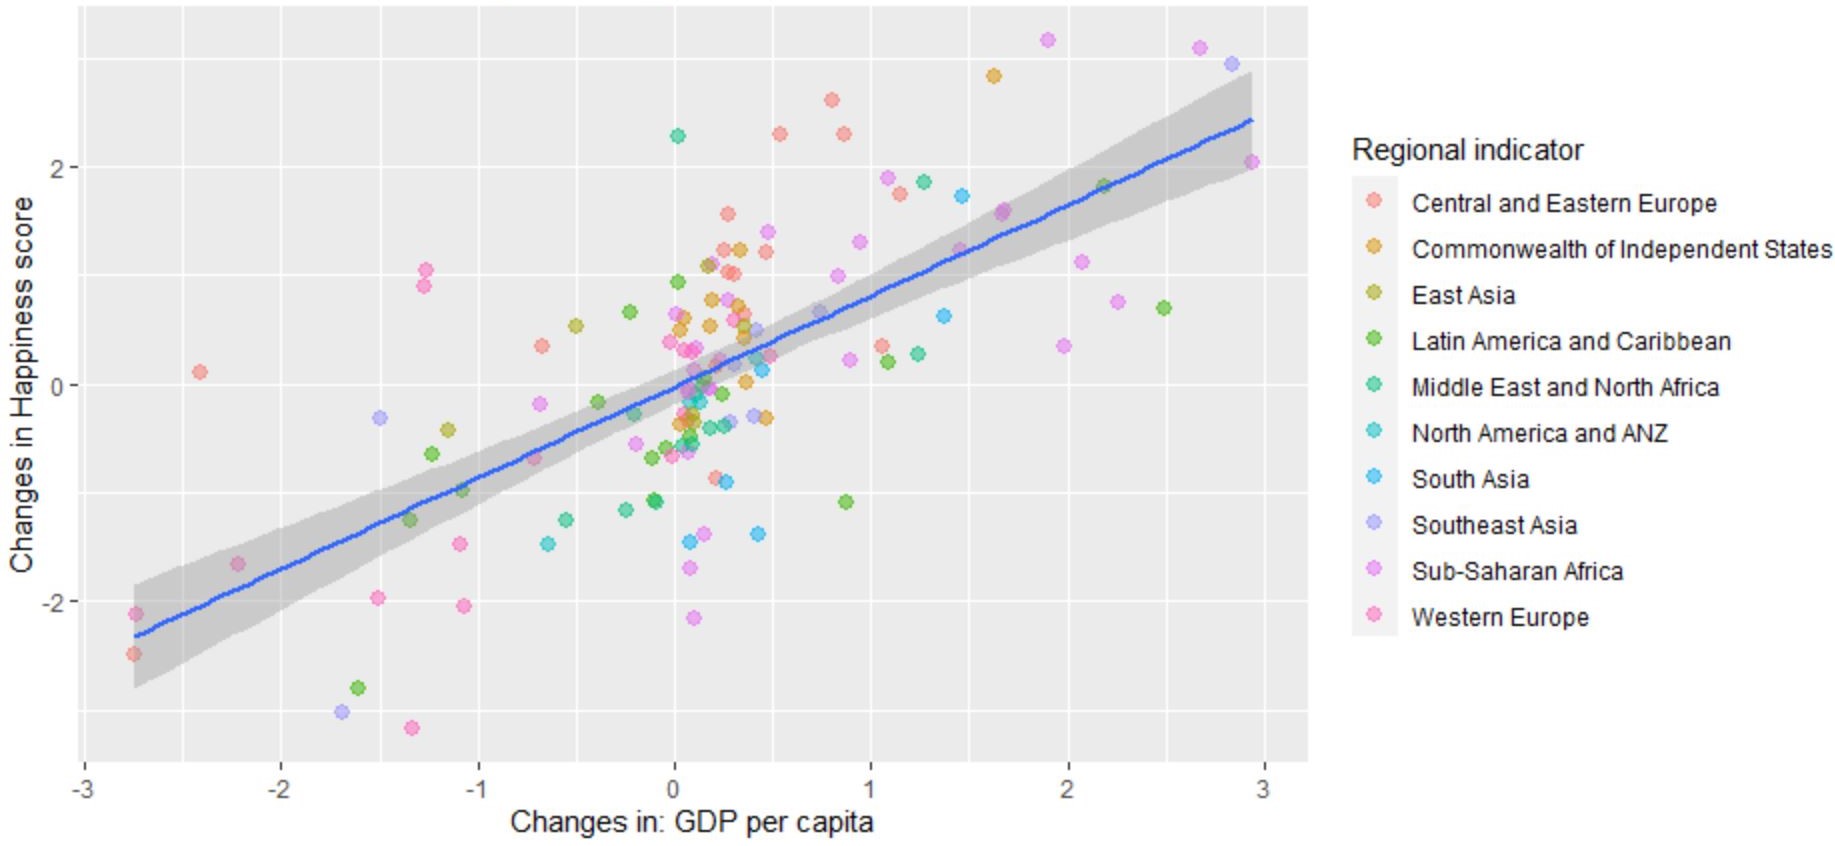 Changes in Happiness score
2
0
-2
-3
-2
-1
0
1
2
3
Changes in: GDP per capita
Regional indicator
Central and Eastern Europe
Commonwealth of Independent States
East Asia
Latin America and Caribbean
Middle East and North Africa
North America and ANZ
South Asia
Southeast Asia
Sub-Saharan Africa
Western Europe